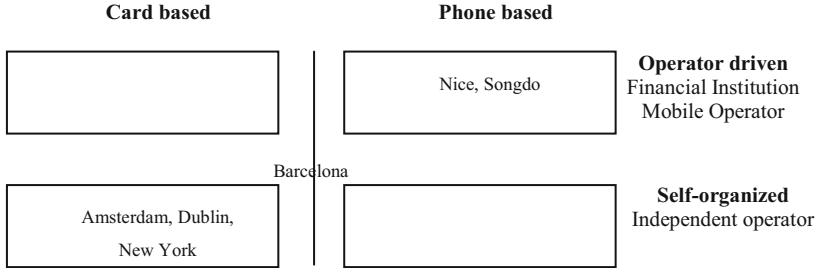 Card based
Phone based
Nice, Songdo
Operator driven
Financial Institution
Mobile Operator
Barcelona
Amsterdam, Dublin,
New York
Self-organized
Independent operator